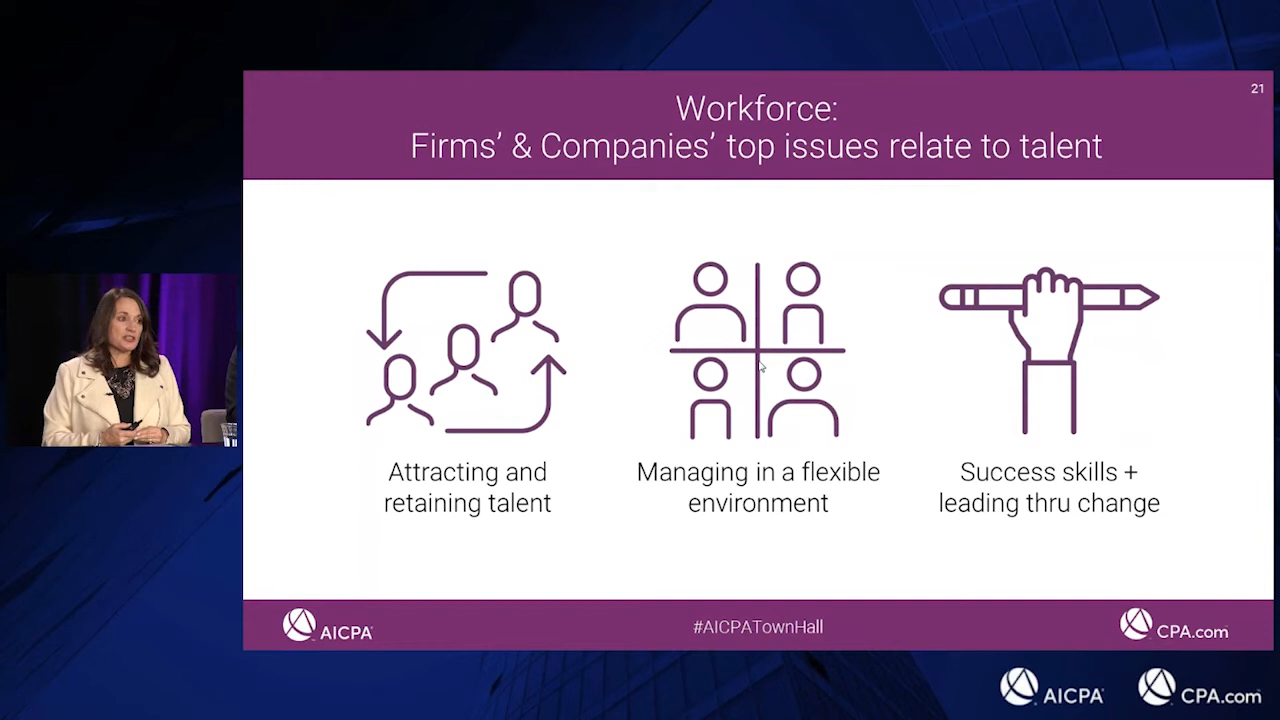 21
Workforce:
Firms’ & Companies’ top issues relate to talent
Attracting and
retaining talent
Managing in a flexible
environment
Success skills +
leading thru change
AICPA
#AICPATownHall
CPA.com
AICPA
CPA.com